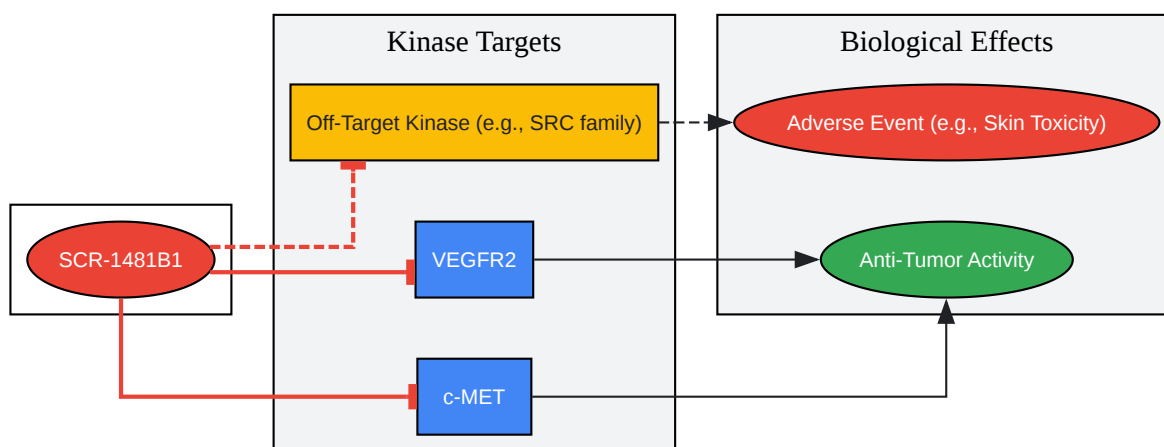 Kinase Targets
Biological Effects
Off-Target Kinase (e.g., SRC family)
Adverse Event (e.g., Skin Toxicity)
SCR-1481B1
VEGFR2
Anti-Tumor Activity
c-MET